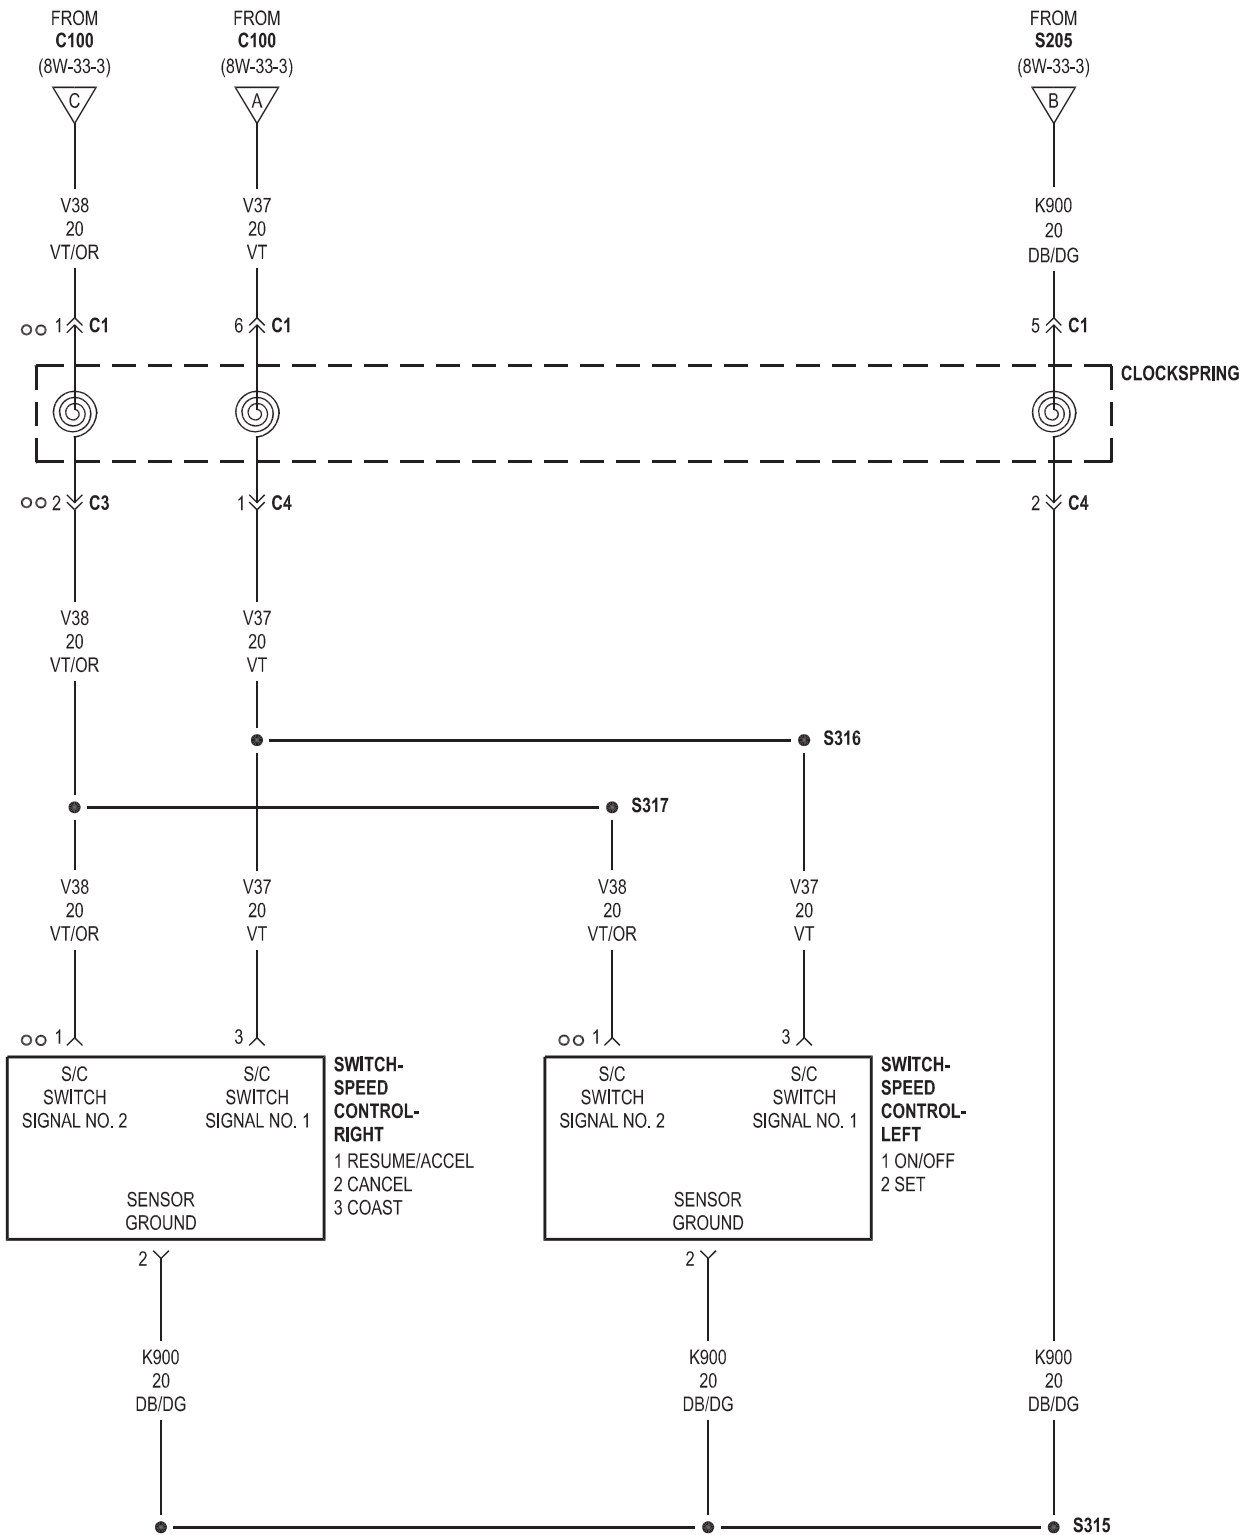 FROM
C100
(8W-33-3)
C
FROM
C100
(8W-33-3)
A
FROM
S205
(8W-33-3)
B
V38
20
VT/OR
V37
20
VT
K900
20
DB/DG
1 C1
6 C1
5 C1
CLOCKSPRING
2 C3
1 C4
2 C4
V38
20
VT/OR
V37
20
VT
S316
S317
V38
20
VT/OR
V37
20
VT
V38
20
VT/OR
V37
20
VT
1
3
1
3
S/C
SWITCH
SIGNAL NO. 2
S/C
SWITCH
SIGNAL NO. 1
SENSOR
GROUND
SWITCH-
SPEED
CONTROL-
RIGHT
1 RESUME/ACCEL
2 CANCEL
3 COAST
S/C
SWITCH
SIGNAL NO. 2
S/C
SWITCH
SIGNAL NO. 1
SENSOR
GROUND
SWITCH-
SPEED
CONTROL-
LEFT
1 ON/OFF
2 SET
2
2
K900
20
DB/DG
K900
20
DB/DG
K900
20
DB/DG
S315